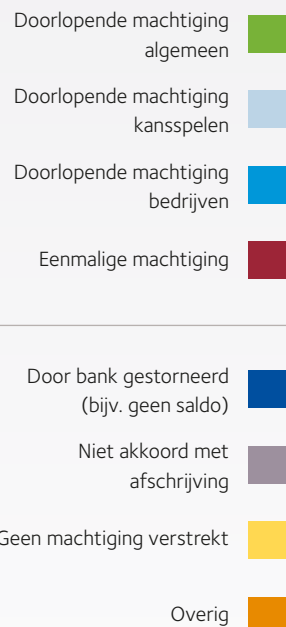 Doorlopende machtiging
algemeen
Doorlopende machtiging
kansspelen
Doorlopende machtiging
bedrijven
Eenmalige machtiging
Door bank gestorneerd
(bijv. geen saldo)
Niet akkoord met
afschrijving
Geen machtiging verstrekt
Overig